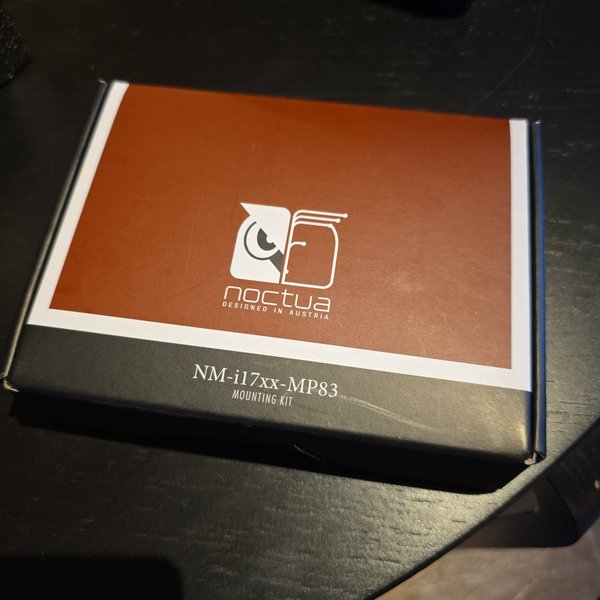 noctua
DESIGNED IN AUSTRIA
NM-i17xx-MP83
MOUNTING KIT